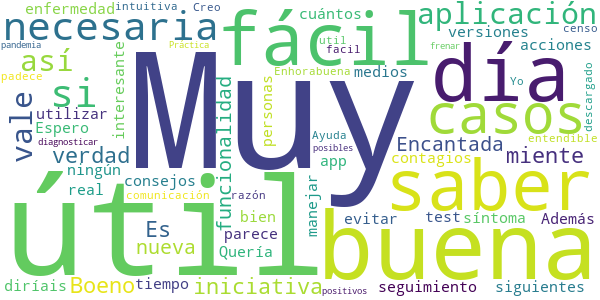 enfermedad intuitiva Creo cuántos aplicación
necesaria fácil útil versiones censo
pandemia Práctica facil acciones frenar
así Muy Enhorabuena medios día
padece si interesante personas Yo descargado
vale utilizar funcionalidad Ayuda casos
Espero diagnosticar posibles Encantada entendible
verdad app contagios miente
ningún consejos manejar saber
real comunicación razón síntoma
útil Es bien evitar test Además
Boeno nueva parece buena
Quería
diríais tiempo iniciativa seguimiento siguientes
positivos